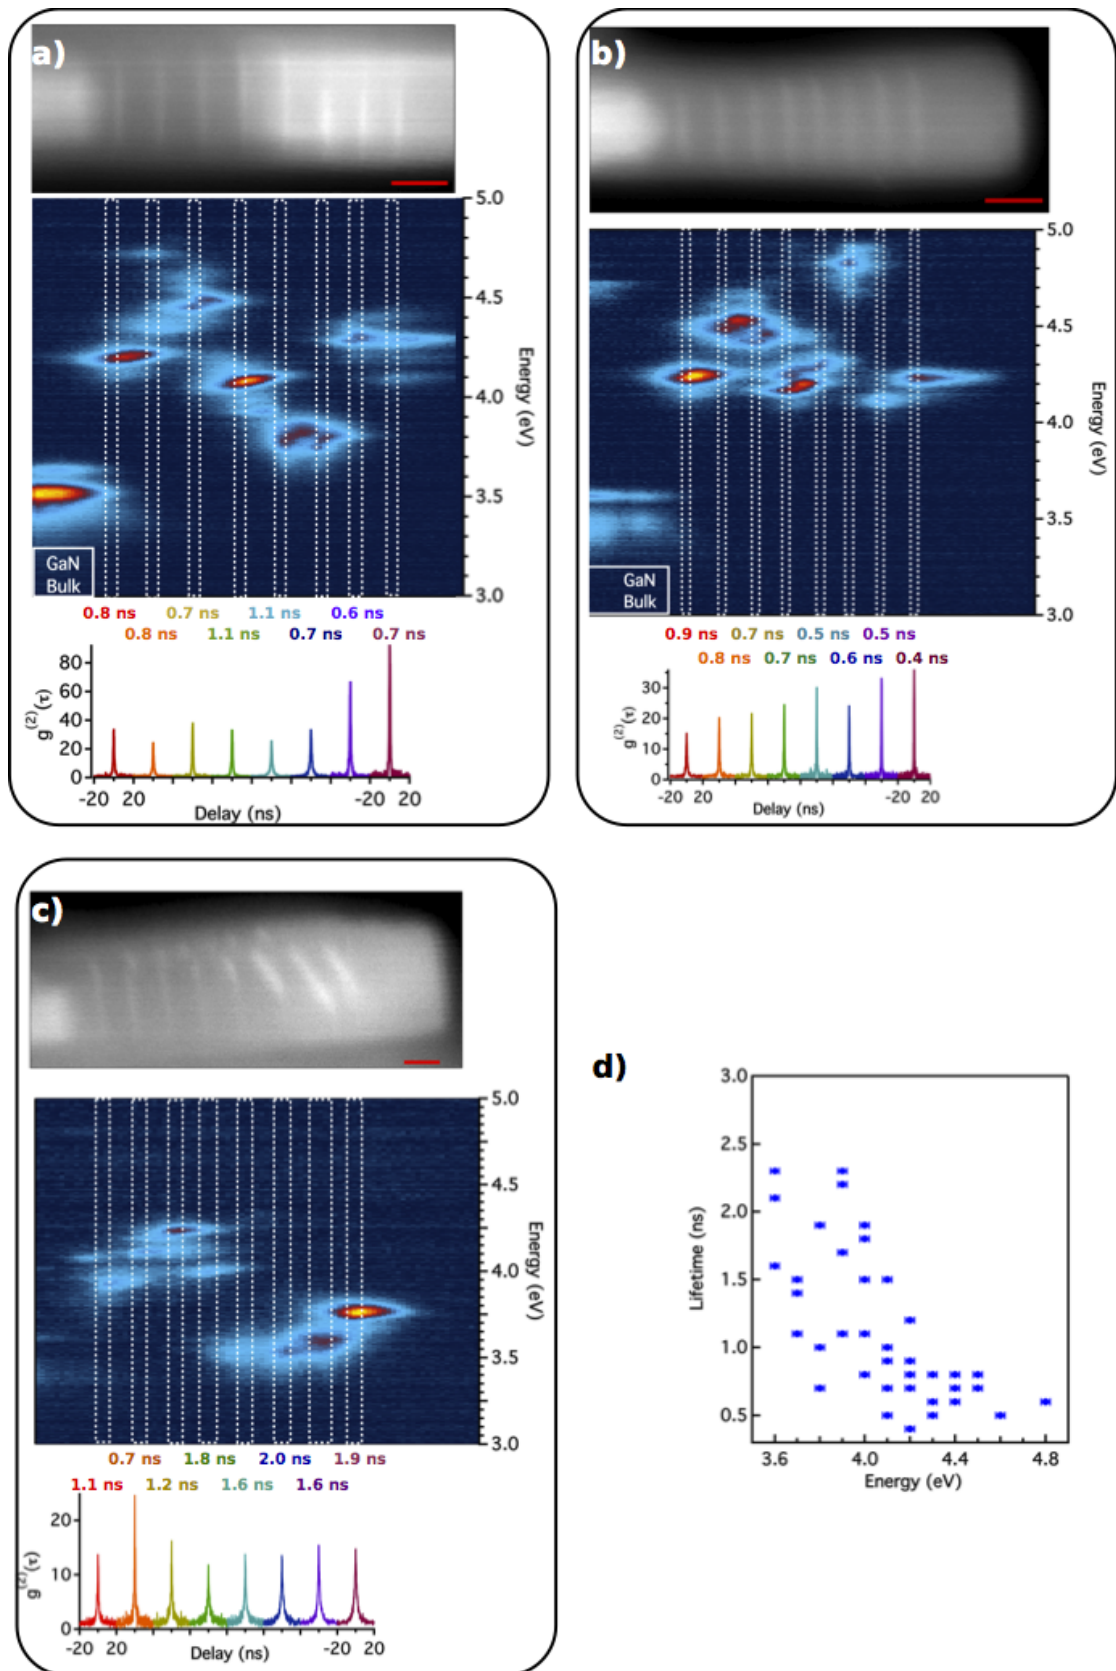 a)
5.0
4.5
4.0
3.5
3.0
Energy (eV)
GaN
Bulk
0.8 ns 0.7 ns 1.1 ns 0.6 ns
0.8 ns 1.1 ns 0.7 ns 0.7 ns
80
60
40
20
0
g(2)(τ)
-20 20 -20 20
Delay (ns)
b)
5.0
4.5
4.0
3.5
3.0
Energy (eV)
GaN
Bulk
0.9 ns 0.7 ns 0.5 ns 0.5 ns
0.8 ns 0.7 ns 0.6 ns 0.4 ns
30
20
10
0
g(2)(τ)
-20 20 -20 20
Delay (ns)
c)
5.0
4.5
4.0
3.5
3.0
Energy (eV)
0.7 ns 1.8 ns 2.0 ns 1.9 ns
1.1 ns 1.2 ns 1.6 ns 1.6 ns
20
10
0
g(2)(τ)
-20 20 -20 20
Delay (ns)
d)
3.0
2.5
2.0
1.5
1.0
0.5
Lifetime (ns)
3.6 4.0 4.4 4.8
Energy (eV)